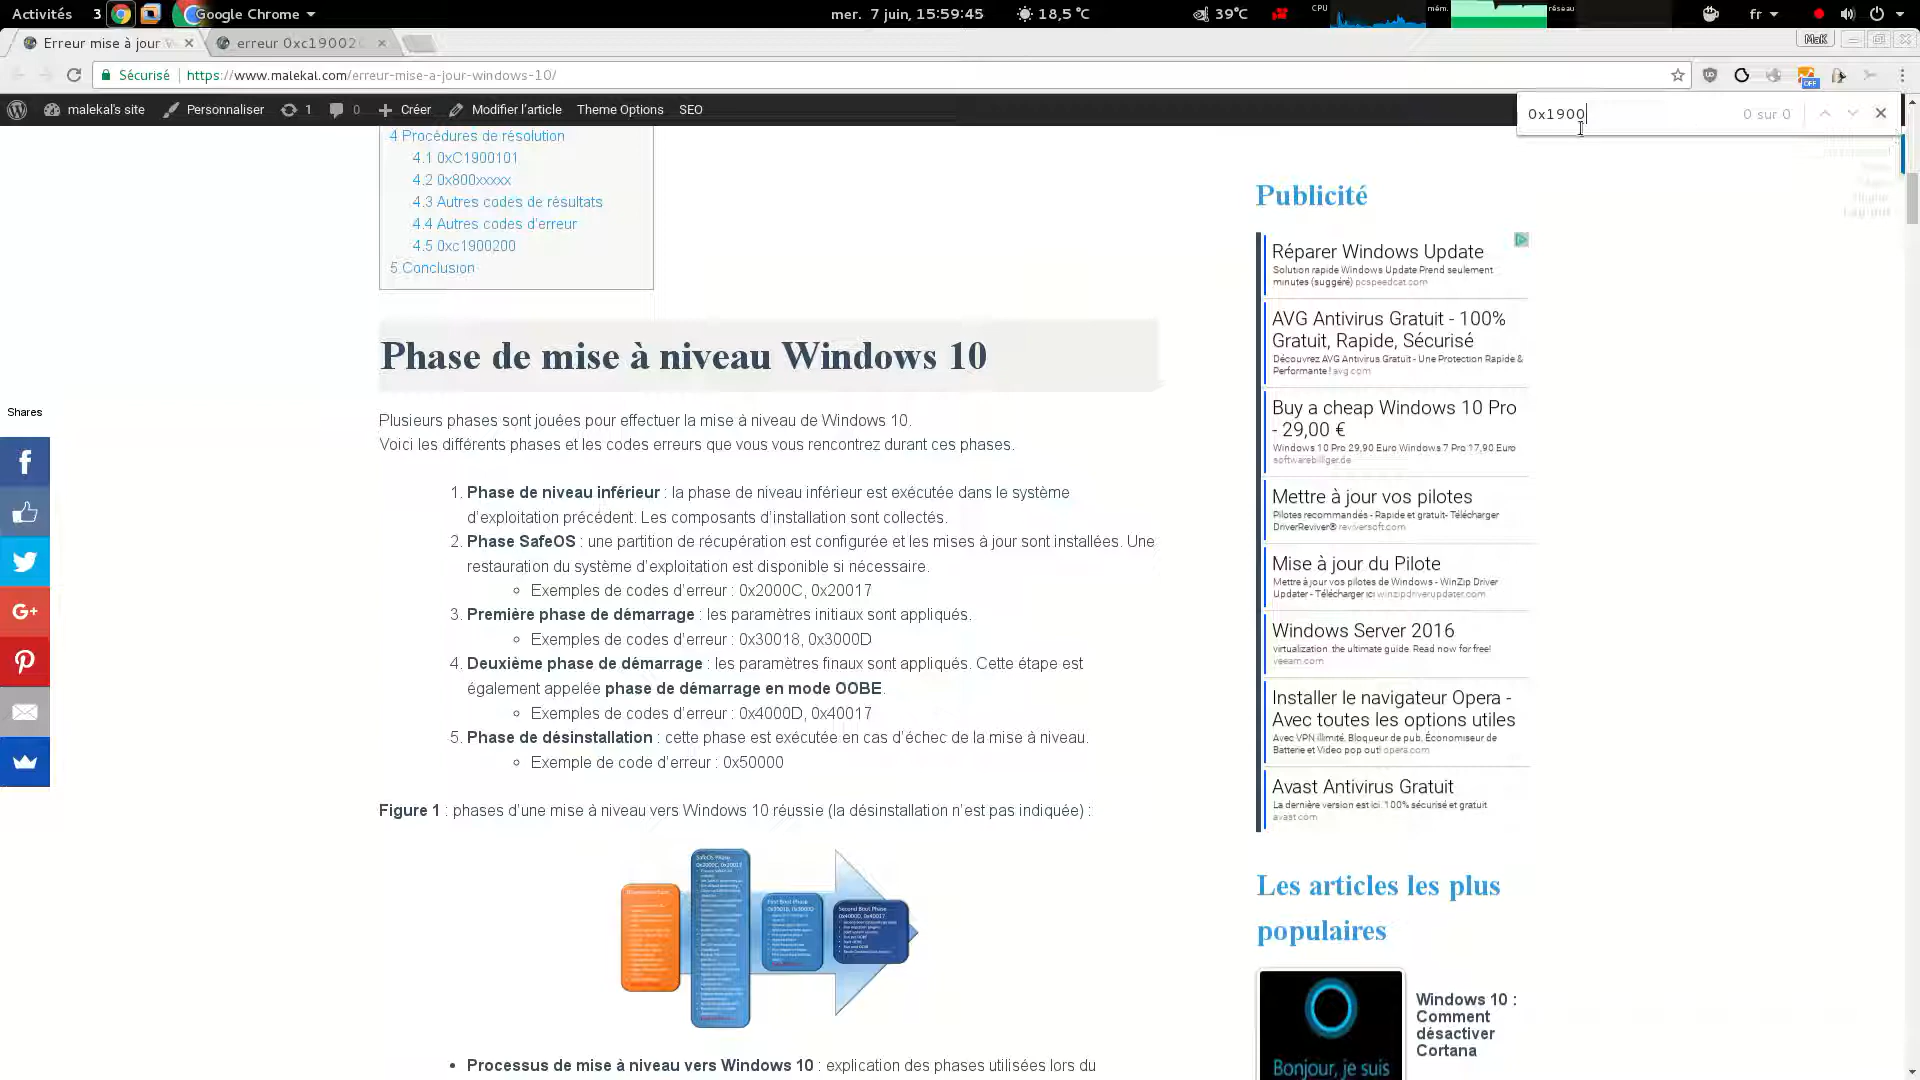 Activités
3
Google Chrome
mer. 7 juin, 15:59:45
18,5 °C
39°C
CPU
mém.
réseau
fr
Erreur mise à jour
erreur 0xc19002
MaK
Sécurisé
https://www.malekal.com/erreur-mise-a-jour-windows-10/
OFF
malekal's site
Personnaliser
1
0
Créer
Modifier l'article
Theme Options
SEO
0x1900
0 sur 0
4 Procédures de résolution
4.1 0xC1900101
4.2 0x800xxxxx
4.3 Autres codes de résultats
4.4 Autres codes d'erreur
4.5 0xc1900200
5 Conclusion
Phase de mise à niveau Windows 10
Plusieurs phases sont jouées pour effectuer la mise à niveau de Windows 10.
Voici les différents phases et les codes erreurs que vous vous rencontrez durant ces phases.
1. Phase de niveau inférieur : la phase de niveau inférieur est exécutée dans le système
d'exploitation précédent. Les composants d'installation sont collectés.
2. Phase SafeOS : une partition de récupération est configurée et les mises à jour sont installées. Une
restauration du système d'exploitation est disponible si nécessaire.
Exemples de codes d'erreur : 0x2000C, 0x20017
3. Première phase de démarrage : les paramètres initiaux sont appliqués.
Exemples de codes d'erreur : 0x30018, 0x3000D
4. Deuxième phase de démarrage : les paramètres finaux sont appliqués. Cette étape est
également appelée phase de démarrage en mode OOBE.
Exemples de codes d'erreur : 0x4000D, 0x40017
5. Phase de désinstallation : cette phase est exécutée en cas d'échec de la mise à niveau.
Exemple de code d'erreur : 0x50000
Figure 1 : phases d'une mise à niveau vers Windows 10 réussie (la désinstallation n'est pas indiquée) :
SafeOS Phase
0x2000C, 0x20017
First Boot Phase
0x30018, 0x3000D
Second Boot Phase
0x4000D, 0x40017
Processus de mise à niveau vers Windows 10 : explication des phases utilisées lors du
Shares
Publicité
Réparer Windows Update
Solution rapide Windows Update Prend seulement
minutes (suggéré) pcspeedcat.com
AVG Antivirus Gratuit - 100%
Gratuit, Rapide, Sécurisé
Découvrez AVG Antivirus Gratuit - Une Protection Rapide &
Performante ! avg.com
Buy a cheap Windows 10 Pro
- 29,00 €
Windows 10 Pro 29,90 Euro Windows 7 Pro 17,90 Euro
softwarebilliger.de
Mettre à jour vos pilotes
Pilotes recommandés - Rapide et gratuit- Télécharger
DriverReviver® reviversoft.com
Mise à jour du Pilote
Mettre à jour vos pilotes de Windows - WinZip Driver
Updater - Télécharger ici winzipdriverupdater.com
Windows Server 2016
virtualization the ultimate guide. Read now for free!
veeam.com
Installer le navigateur Opera -
Avec toutes les options utiles
Avec VPN illimité, Bloqueur de pub, Économiseur de
Batterie et Video pop out! opera.com
Avast Antivirus Gratuit
La dernière version est ici. 100% sécurisé et gratuit
avast.com
Les articles les plus
populaires
Bonjour, je suis
Windows 10 :
Comment
désactiver
Cortana